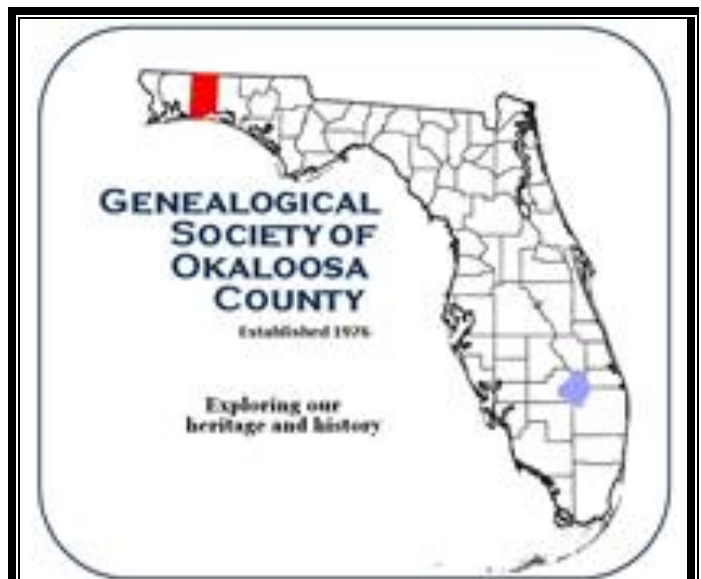 GENEALOGICAL
SOCIETY OF
OKALOOSA
COUNTY
Established 1976
Exploring our
heritage and history